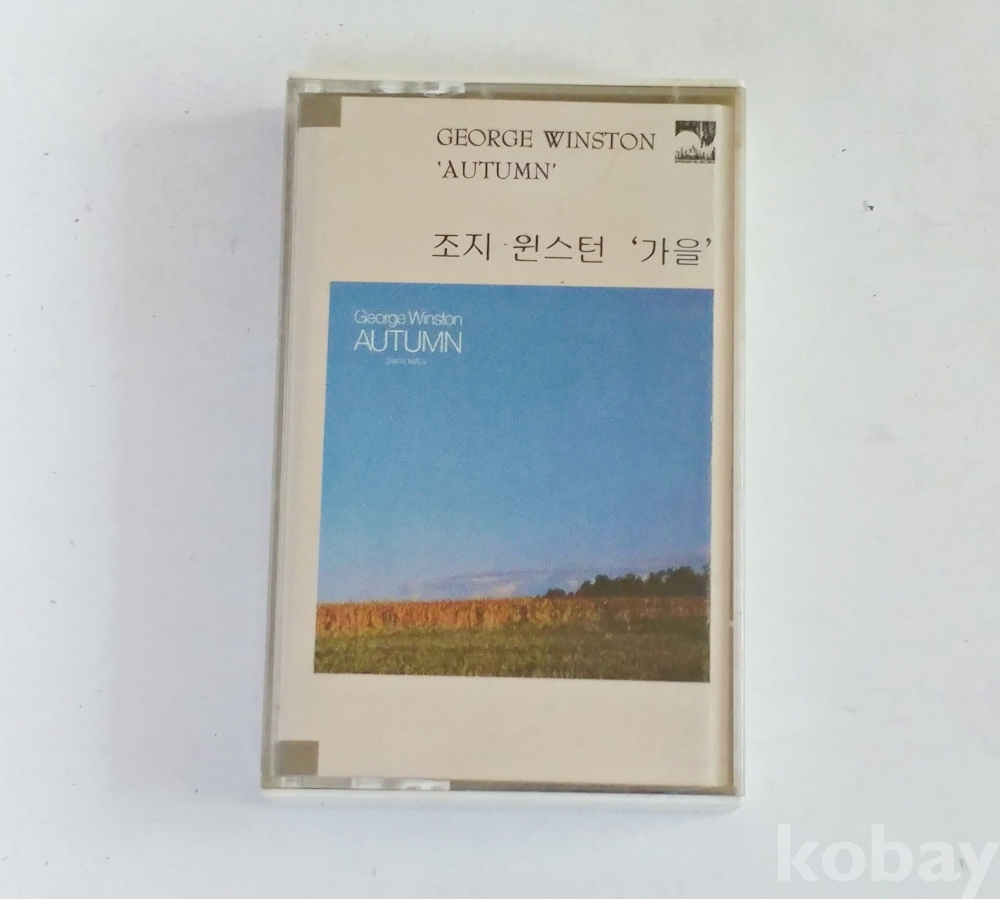 GEORGE WINSTON
‘AUTUMN’
조지·윈스턴 ‘가을’
George Winston
AUTUMN
piano solos
kobay